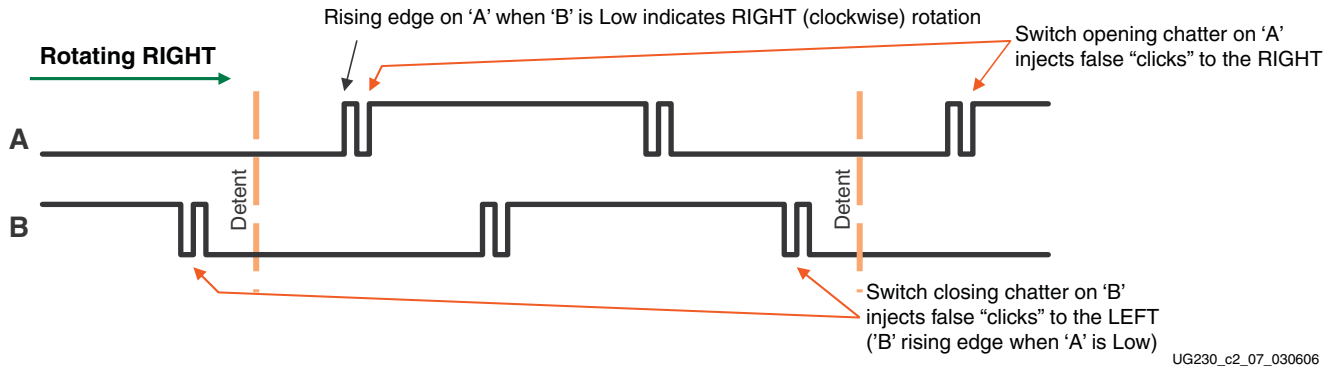 Rising edge on ‘A’ when ‘B’ is Low indicates RIGHT (clockwise) rotation
Switch opening chatter on ‘A’
injects false “clicks” to the RIGHT
Rotating RIGHT
A
Detent
Detent
B
Switch closing chatter on ‘B’
injects false “clicks” to the LEFT
(’B’ rising edge when ‘A’ is Low)
UG230_c2_07_030606